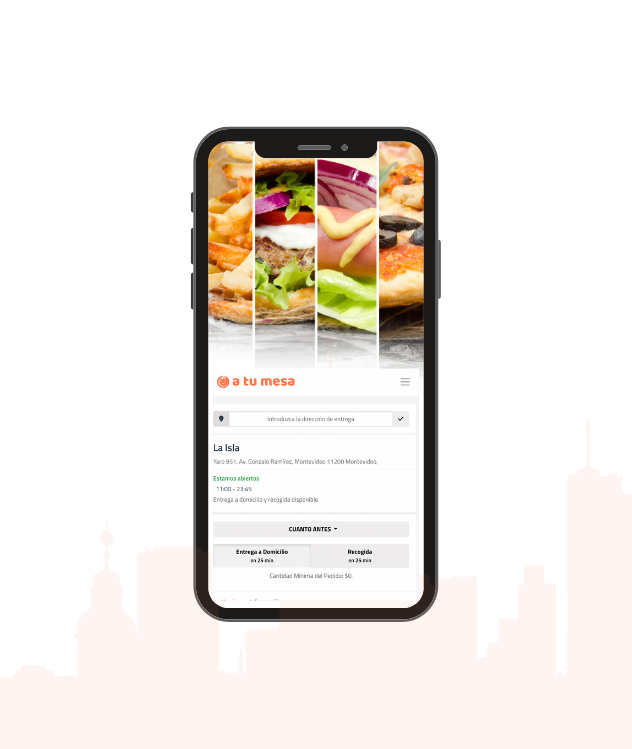 a tu mesa
Introduzca la dirección de entrega
La Isla
Yaro 951, Av. Gonzalo Ramírez, Montevideo 11200 Montevideo,
Estamos abiertos
11:00 - 23:45
Entrega a domicilio y recogida disponible
CUANTO ANTES
Entrega a Domicilio
en 25 min
Recogida
en 25 min
Cantidad Mínima del Pedido: $0.